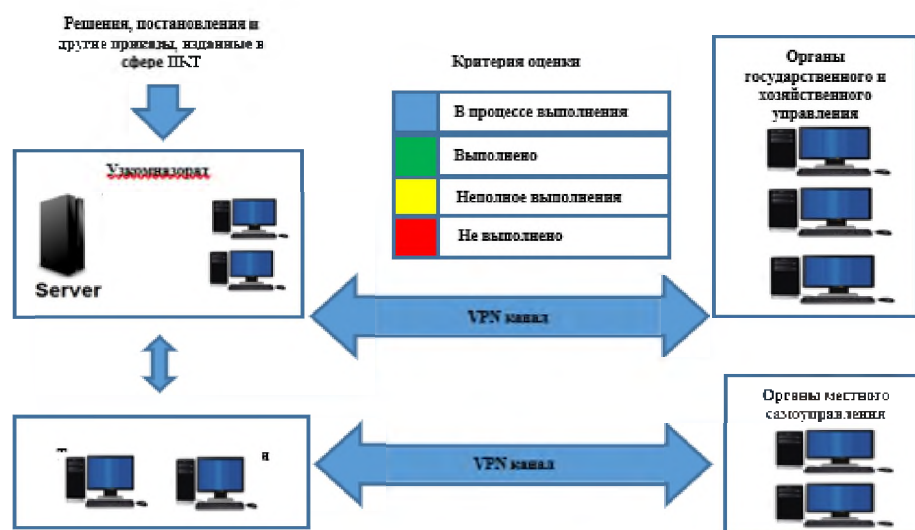 Решения, постановления и
другие приказы, изданные в
сфере ПКТ
Критерия оценки
В процессе выполнения
Выполнено
Неполное выполнения
Не выполнено
Органы
государственного и
хозяйственного
управления
Узкомназорат
Server
VPN канал
Органы местного
самоуправления
VPN канал